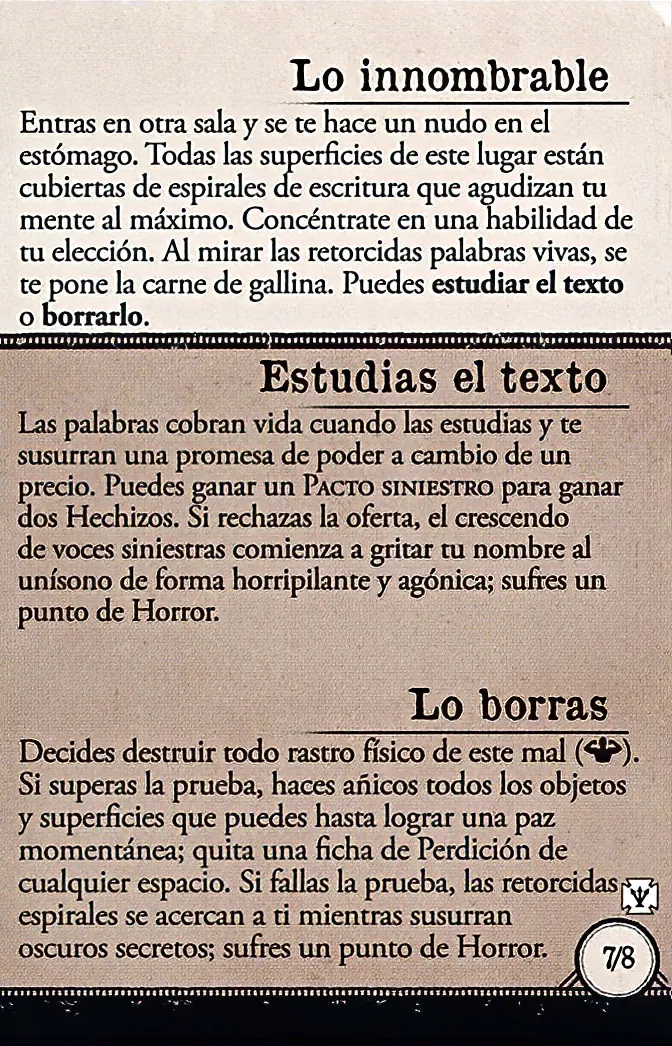 Lo innombrable
Entras en otra sala y se te hace un nudo en el
estómago. Todas las superficies de este lugar están
cubiertas de espirales de escritura que agudizan tu
mente al máximo. Concéntrate en una habilidad de
tu elección. Al mirar las retorcidas palabras vivas, se
te pone la carne de gallina. Puedes estudiar el texto
o borrarlo.
Estudias el texto
Las palabras cobran vida cuando las estudias y te
susurran una promesa de poder a cambio de un
precio. Puedes ganar un PACTO SINIESTRO para ganar
dos Hechizos. Si rechazas la oferta, el crescendo
de voces siniestras comienza a gritar tu nombre al
unísono de forma horripilante y agónica; sufres un
punto de Horror.
Lo borras
Decides destruir todo rastro físico de este mal ( ).
Si superas la prueba, haces añicos todos los objetos
y superficies que puedes hasta lograr una paz
momentánea; quita una ficha de Perdición de
cualquier espacio. Si fallas la prueba, las retorcidas
espirales se acercan a ti mientras susurran
oscuros secretos; sufres un punto de Horror.
7/8